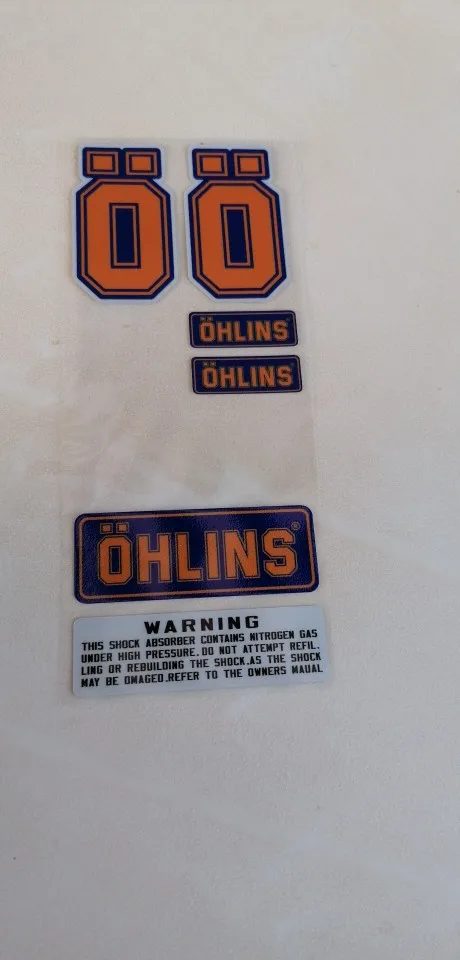 Ö Ö
ÖHLINS
ÖHLINS
ÖHLINS®
WARNING
THIS SHOCK ABSORBER CONTAINS NITROGEN GAS
UNDER HIGH PRESSURE. DO NOT ATTEMPT REFIL.
LING OR REBUILDING THE SHOCK.AS THE SHOCK
MAY BE OMAGED.REFER TO THE OWNERS MAUAL